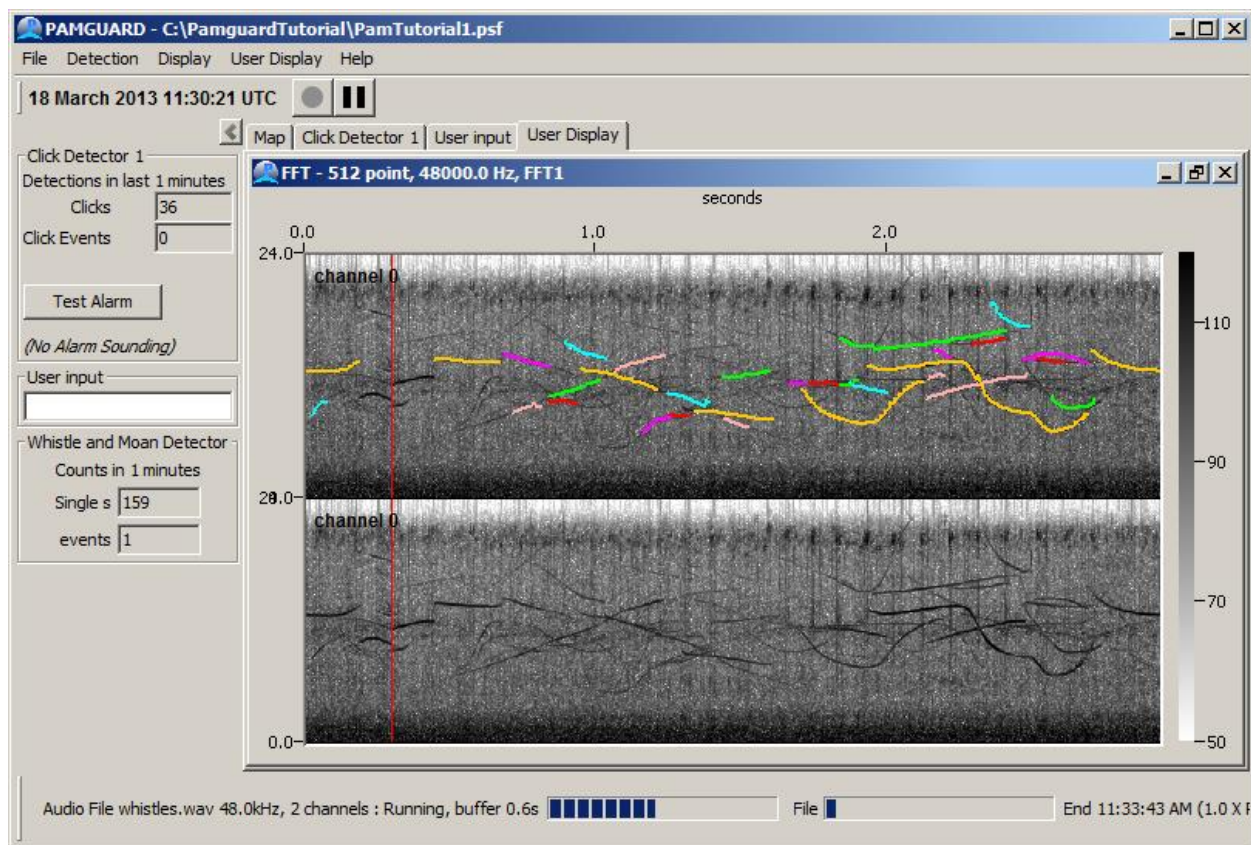 PAMGUARD - C:\PamguardTutorial\PamTutorial1.psf
File Detection Display User Display Help
18 March 2013 11:30:21 UTC
Map Click Detector 1 User input User Display
Click Detector 1
Detections in last 1 minutes
Clicks 36
Click Events 0
Test Alarm
(No Alarm Sounding)
User input
Whistle and Moan Detector
Counts in 1 minutes
Single s 159
events 1
FFT - 512 point, 48000.0 Hz, FFT1
seconds
0.0 1.0 2.0
24.0
channel 0
channel 0
0.0
110
90
70
50
Audio File whistles.wav 48.0kHz, 2 channels : Running, buffer 0.6s File End 11:33:43 AM (1.0 X